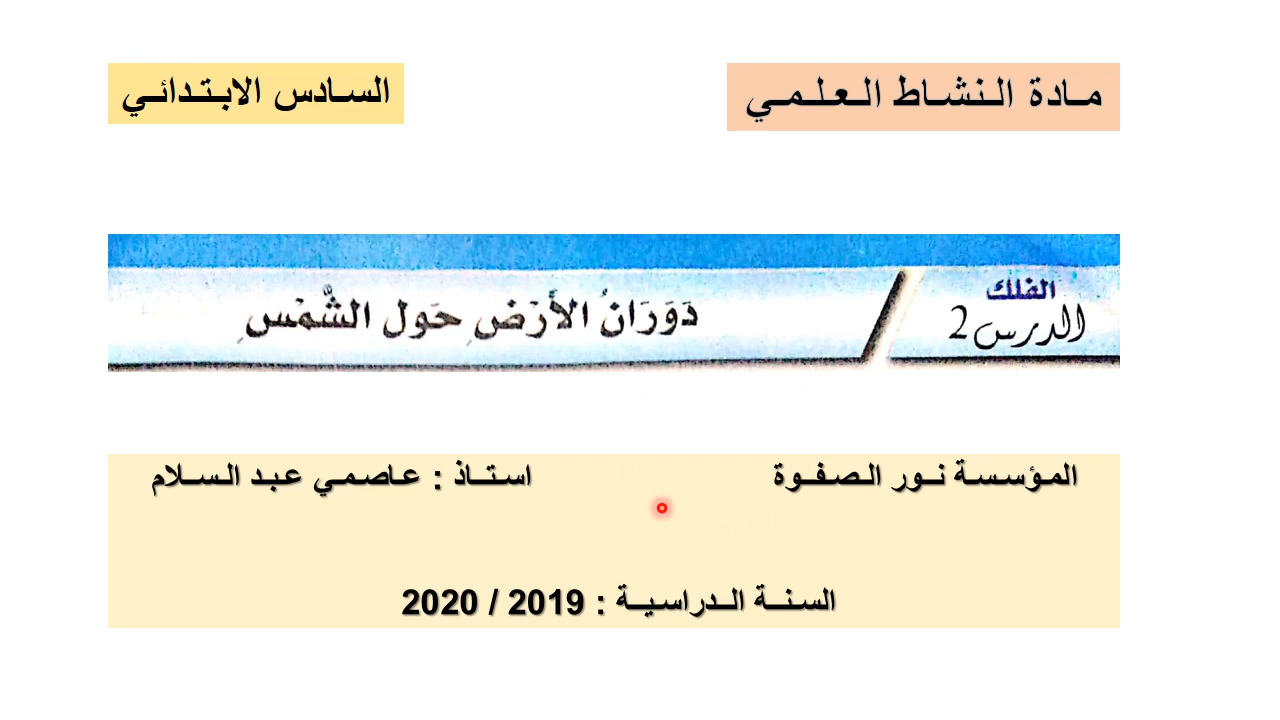 مادة النشاط العلمي
السادس الابتدائي
الفلك
الدرس 2
دَوَرَانُ الأَرْضِ حَول الشَّمْسِ
المؤسسة نور الصفوة
استاذ : عاصمي عبد السلام
السنة الدراسية : 2019 / 2020